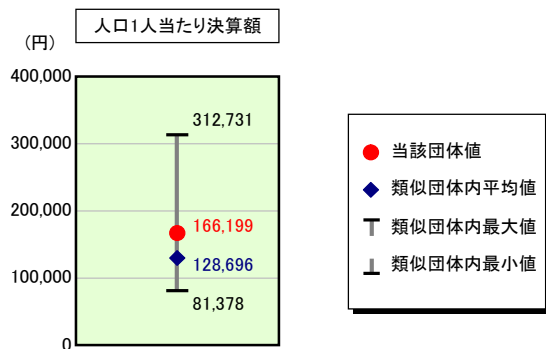 人口1人当たり決算額
(円)
400,000
300,000
200,000
100,000
0
312,731
166,199
128,696
81,378
当該団体値
類似団体内平均値
類似団体内最大値
類似団体内最小値